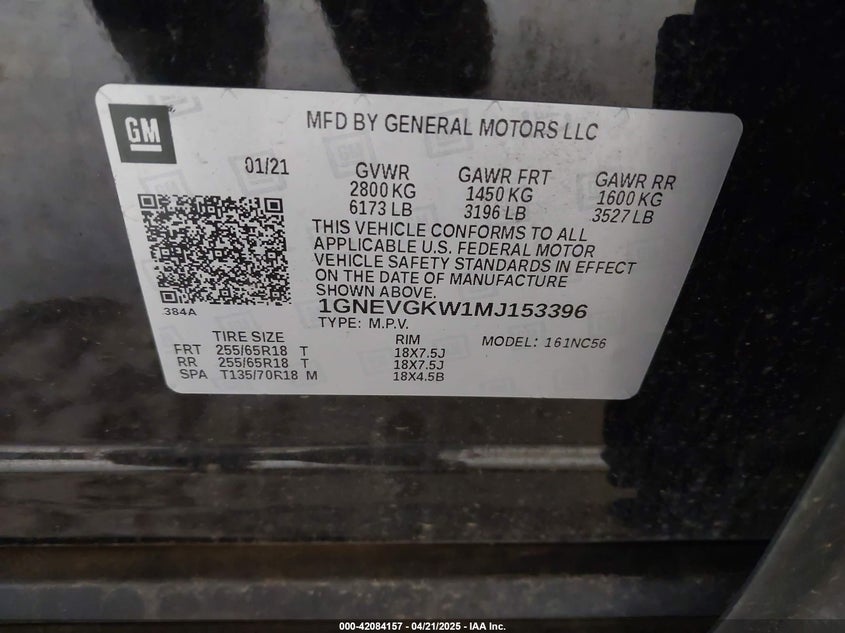 GM
MFD BY GENERAL MOTORS LLC
01/21
GVWR
2800 KG
6173 LB
GAWR FRT
1450 KG
3196 LB
GAWR RR
1600 KG
3527 LB
THIS VEHICLE CONFORMS TO ALL
APPLICABLE U.S. FEDERAL MOTOR
VEHICLE SAFETY STANDARDS IN EFFECT
ON THE DATE OF MANUFACTURE
SHOWN ABOVE.
384A
1GNEVGKW1MJ153396
TYPE: M.P.V.
TIRE SIZE RIM MODEL: 161NC56
FRT 255/65R18 T 18X7.5J
RR 255/65R18 T 18X7.5J
SPA T135/70R18 M 18X4.5B
000-42084157 - 04/21/2025 - IAA Inc.